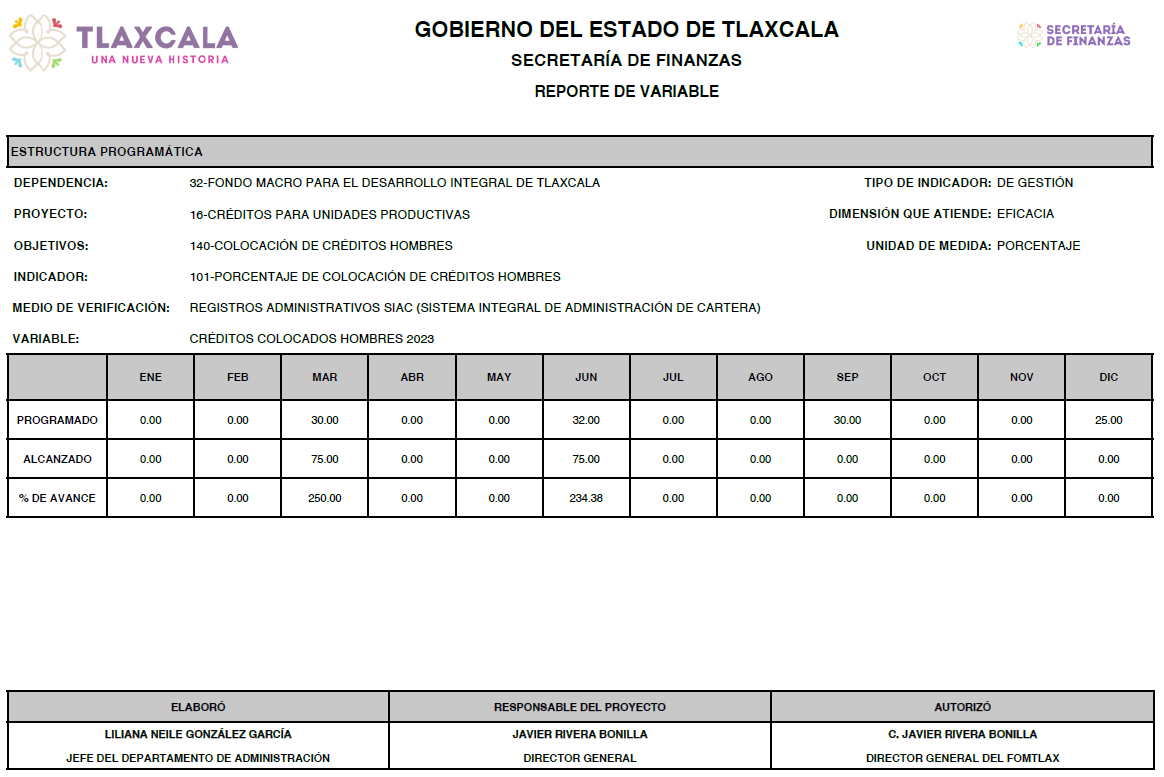 TLAXCALA
UNA NUEVA HISTORIA
GOBIERNO DEL ESTADO DE TLAXCALA
SECRETARÍA DE FINANZAS
REPORTE DE VARIABLE
SECRETARÍA
DE FINANZAS
ESTRUCTURA PROGRAMÁTICA
DEPENDENCIA: 32-FONDO MACRO PARA EL DESARROLLO INTEGRAL DE TLAXCALA TIPO DE INDICADOR: DE GESTIÓN
PROYECTO: 16-CRÉDITOS PARA UNIDADES PRODUCTIVAS DIMENSIÓN QUE ATIENDE: EFICACIA
OBJETIVOS: 140-COLOCACIÓN DE CRÉDITOS HOMBRES UNIDAD DE MEDIDA: PORCENTAJE
INDICADOR: 101-PORCENTAJE DE COLOCACIÓN DE CRÉDITOS HOMBRES
MEDIO DE VERIFICACIÓN: REGISTROS ADMINISTRATIVOS SIAC (SISTEMA INTEGRAL DE ADMINISTRACIÓN DE CARTERA)
VARIABLE: CRÉDITOS COLOCADOS HOMBRES 2023
ENE FEB MAR ABR MAY JUN JUL AGO SEP OCT NOV DIC
PROGRAMADO 0.00 0.00 30.00 0.00 0.00 32.00 0.00 0.00 30.00 0.00 0.00 25.00
ALCANZADO 0.00 0.00 75.00 0.00 0.00 75.00 0.00 0.00 0.00 0.00 0.00 0.00
% DE AVANCE 0.00 0.00 250.00 0.00 0.00 234.38 0.00 0.00 0.00 0.00 0.00 0.00
ELABORÓ RESPONSABLE DEL PROYECTO AUTORIZÓ
LILIANA NEILE GONZÁLEZ GARCÍA JAVIER RIVERA BONILLA C. JAVIER RIVERA BONILLA
JEFE DEL DEPARTAMENTO DE ADMINISTRACIÓN DIRECTOR GENERAL DIRECTOR GENERAL DEL FOMTLAX